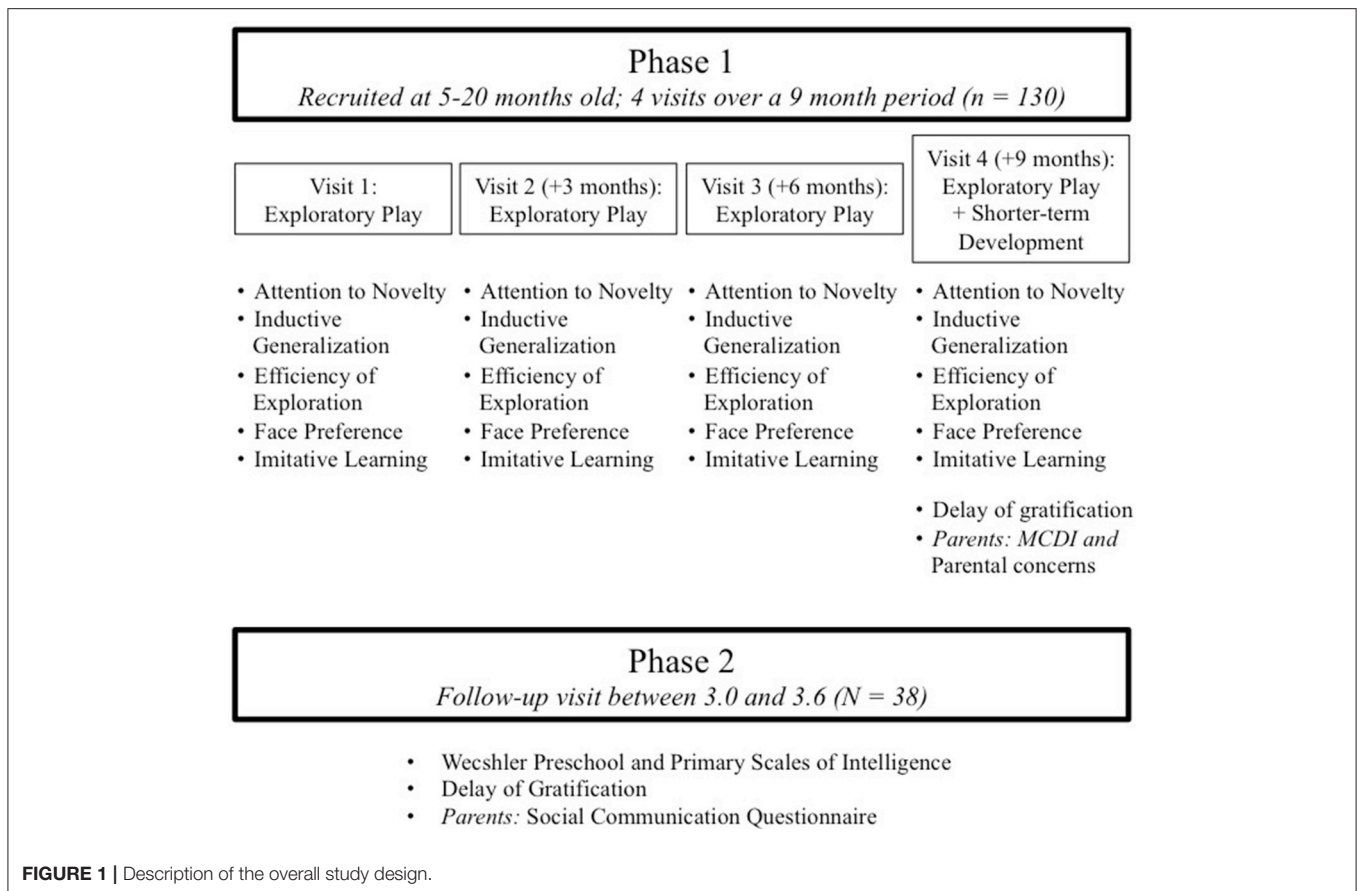 Phase 1
Recruited at 5-20 months old; 4 visits over a 9 month period (n = 130)
Visit 1:
Exploratory Play
Visit 2 (+3 months):
Exploratory Play
Visit 3 (+6 months):
Exploratory Play
Visit 4 (+9 months):
Exploratory Play
+ Shorter-term
Development
• Attention to Novelty
• Inductive
Generalization
• Efficiency of
Exploration
• Face Preference
• Imitative Learning
• Attention to Novelty
• Inductive
Generalization
• Efficiency of
Exploration
• Face Preference
• Imitative Learning
• Attention to Novelty
• Inductive
Generalization
• Efficiency of
Exploration
• Face Preference
• Imitative Learning
• Attention to Novelty
• Inductive
Generalization
• Efficiency of
Exploration
• Face Preference
• Imitative Learning
• Delay of gratification
• Parents: MCDI and
Parental concerns
Phase 2
Follow-up visit between 3.0 and 3.6 (N = 38)
• Wecshler Preschool and Primary Scales of Intelligence
• Delay of Gratification
• Parents: Social Communication Questionnaire
FIGURE 1 | Description of the overall study design.